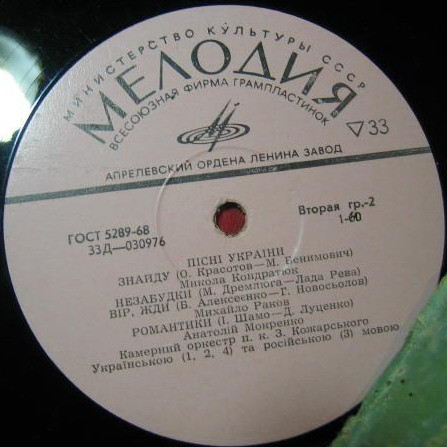 МИНИСТЕРСТВО КУЛЬТУРЫ СССР
МЕЛОДИЯ
ВСЕСОЮЗНАЯ ФИРМА ГРАМПЛАСТИНОК
33
АПРЕЛЕВСКИЙ ОРДЕНА ЛЕНИНА ЗАВОД
ГОСТ 5289-68
33Д—030976
Вторая гр.-2
1-60
ПІСНІ УКРАЇНИ
ЗНАЙДУ (О. Красотов—М. Бенимович)
Микола Кондратюк
НЕЗАБУДКИ (М. Дремлюга—Лада Рева)
ВІР, ЖДИ (В. Алексеєнко—Г. Новосьолов)
Михайло Раков
РОМАНТИКИ (І. Шамо—Д. Луценко)
Анатолій Мокренко
Камерний оркестр п. к. З. Кожарського
Українською (1, 2, 4) та російською (3) мовою